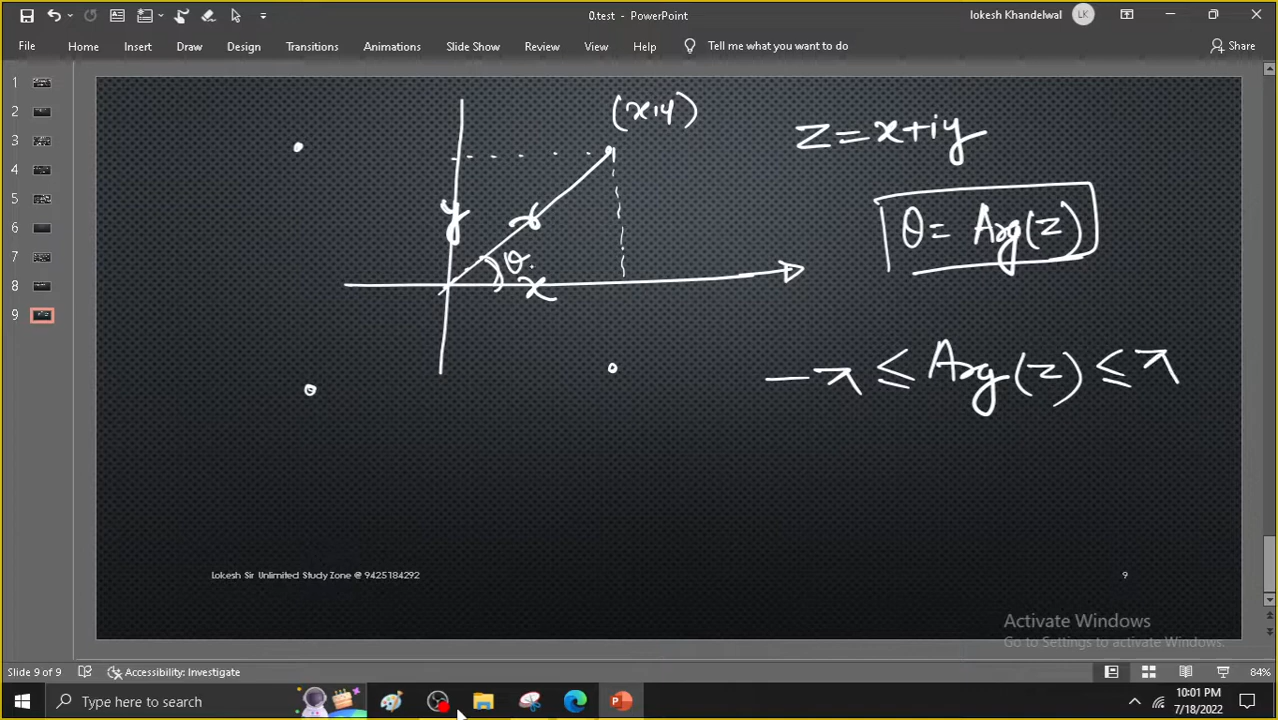 0.test - PowerPoint
lokesh Khandelwal
LK
File Home Insert Draw Design Transitions Animations Slide Show Review View Help Tell me what you want to do Share
1
2
3
4
5
6
7
8
9
(x,y)
z=x+iy
y
r
θ
x
θ= Arg(z)
-π ≤ Arg(z) ≤ π
Lokesh Sir Unlimited Study Zone @ 9425184292
9
Activate Windows
Go to Settings to activate Windows.
Slide 9 of 9 Accessibility: Investigate 84%
Type here to search
10:01 PM
7/18/2022